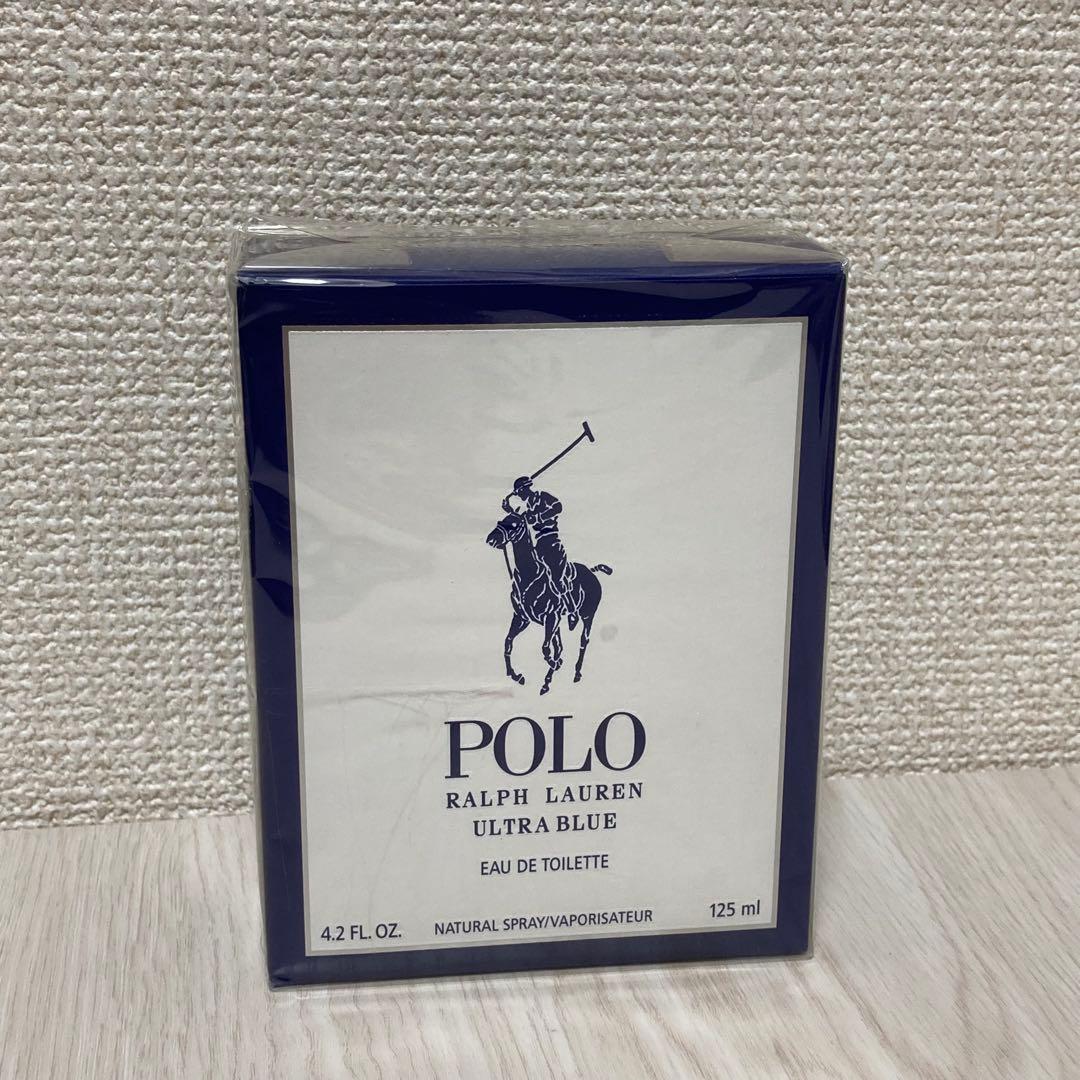 POLO
RALPH LAUREN
ULTRA BLUE
EAU DE TOILETTE
4.2 FL. OZ. NATURAL SPRAY/VAPORISATEUR 125 ml